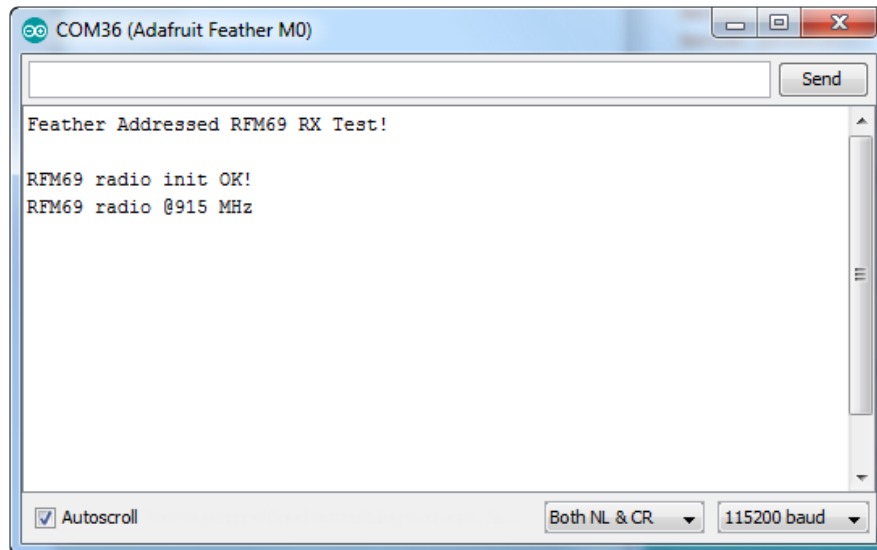 COM36 (Adafruit Feather M0)
Send
Feather Addressed RFM69 RX Test!
RFM69 radio init OK!
RFM69 radio @915 MHz
Autoscroll
Both NL & CR
115200 baud